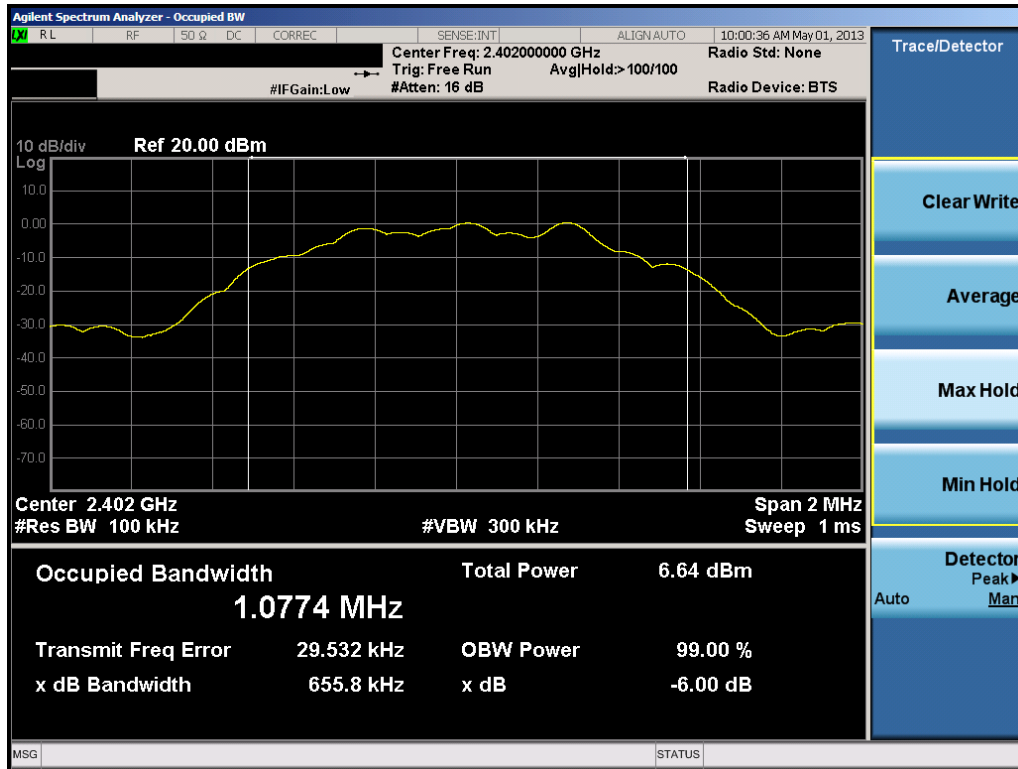 Agilent Spectrum Analyzer - Occupied BW
LXI RL RF 50 Ω DC CORREC SENSE:INT ALIGNAUTO 10:00:36 AM May 01, 2013
Center Freq: 2.402000000 GHz Radio Std: None
Trig: Free Run Avg|Hold:>100/100
#IFGain:Low #Atten: 16 dB Radio Device: BTS
10 dB/div Ref 20.00 dBm
Log
10.0
0.00
-10.0
-20.0
-30.0
-40.0
-50.0
-60.0
-70.0
Center 2.402 GHz Span 2 MHz
#Res BW 100 kHz #VBW 300 kHz Sweep 1 ms
Occupied Bandwidth Total Power 6.64 dBm
1.0774 MHz
Transmit Freq Error 29.532 kHz OBW Power 99.00 %
x dB Bandwidth 655.8 kHz x dB -6.00 dB
MSG STATUS
Trace/Detector
Clear Write
Average
Max Hold
Min Hold
Detector
Peak▶
Auto Man